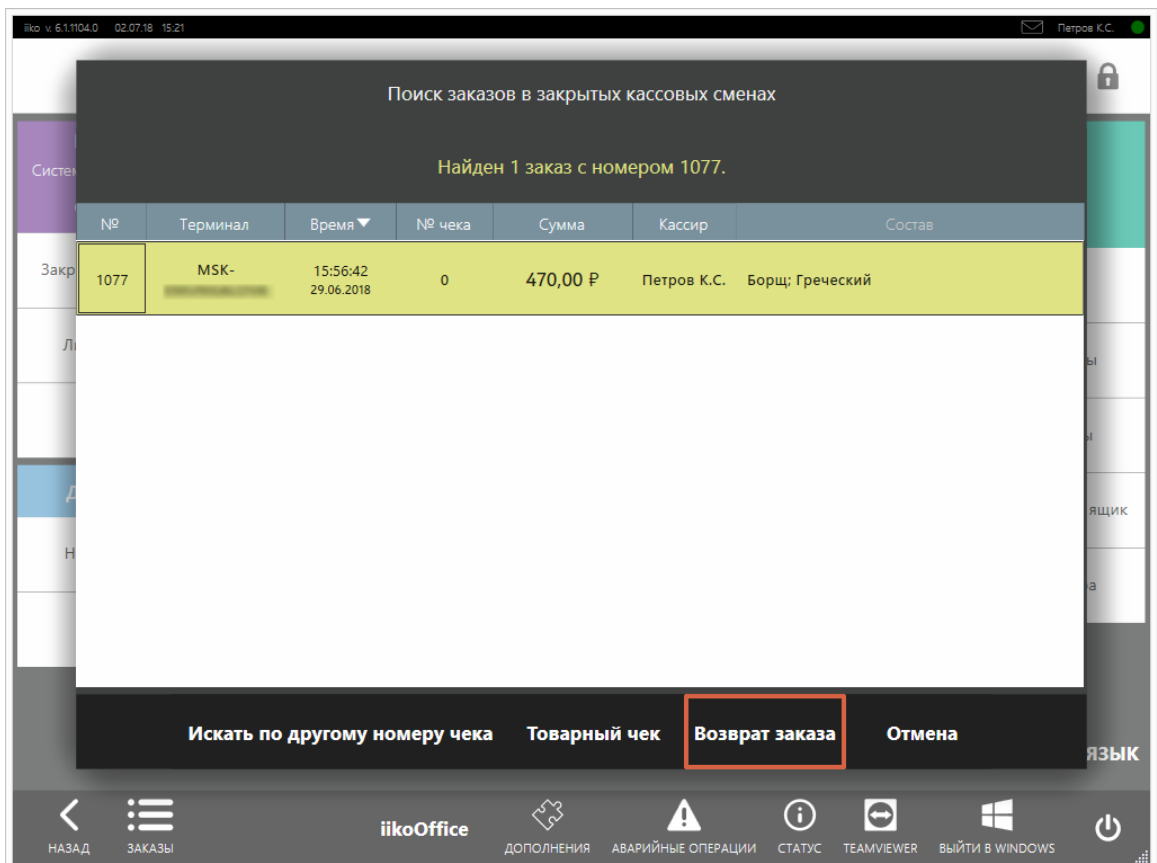 iiko v. 6.1.1104.0 02.07.18 15:21 Петров К.С.
Поиск заказов в закрытых кассовых сменах
Найден 1 заказ с номером 1077.
№ Терминал Время № чека Сумма Кассир Состав
1077 MSK- 15:56:42 29.06.2018 0 470,00 ₽ Петров К.С. Борщ; Греческий
ящик
Искать по другому номеру чека Товарный чек Возврат заказа Отмена
язык
НАЗАД ЗАКАЗЫ iikoOffice ДОПОЛНЕНИЯ АВАРИЙНЫЕ ОПЕРАЦИИ СТАТУС TEAMVIEWER ВЫЙТИ В WINDOWS